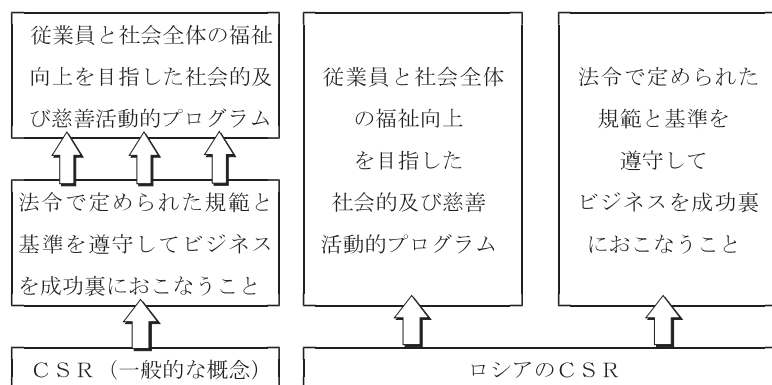 従業員と社会全体の福祉
向上を目指した社会的及
び慈善活動的プログラム
法令で定められた規範と
基準を遵守してビジネス
を成功裏におこなうこと
CSR（一般的な概念）
従業員と社会全体
の福祉向上
を目指した
社会的及び慈善
活動的プログラム
法令で定められた
規範と基準を
遵守して
ビジネスを成功裏
におこなうこと
ロシアのCSR